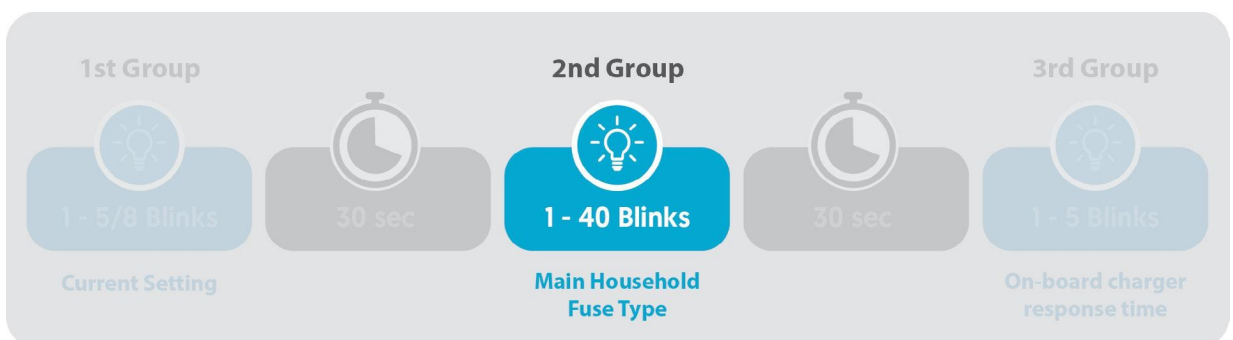 1st Group
2nd Group
3rd Group
1 - 5/8 Blinks
30 sec
1 - 40 Blinks
30 sec
1 - 5 Blinks
Current Setting
Main Household
Fuse Type
On-board charger
response time